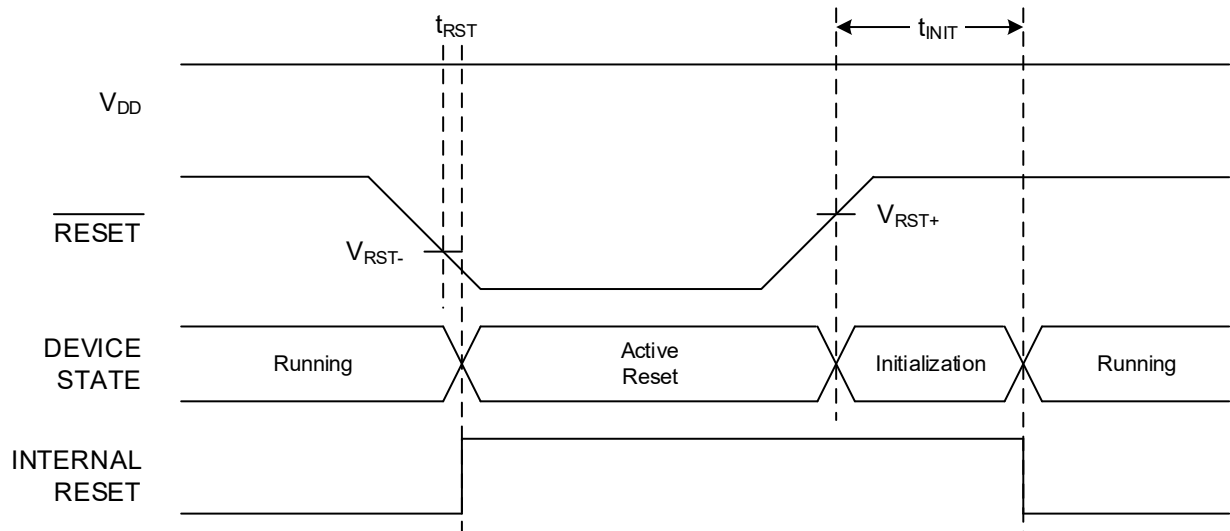 tRST
tINIT
VDD
RESET
VRST-
VRST+
DEVICE
STATE
Running
Active
Reset
Initialization
Running
INTERNAL
RESET